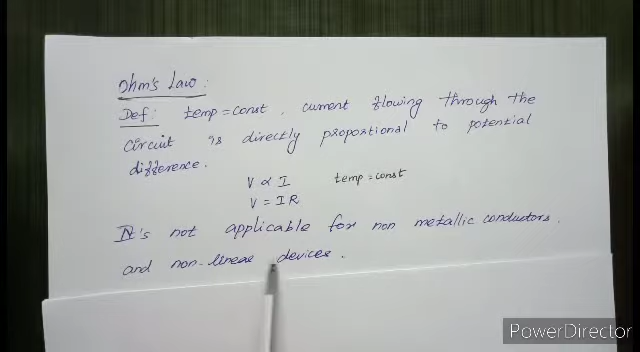 Ohm's Law:
Def: temp = const, current flowing through the
circuit is directly propostional to potential
difference.
V ∝ I temp = const
V = IR
It's not applicable for non metallic conductors.
and non-linear devices.
PowerDirector